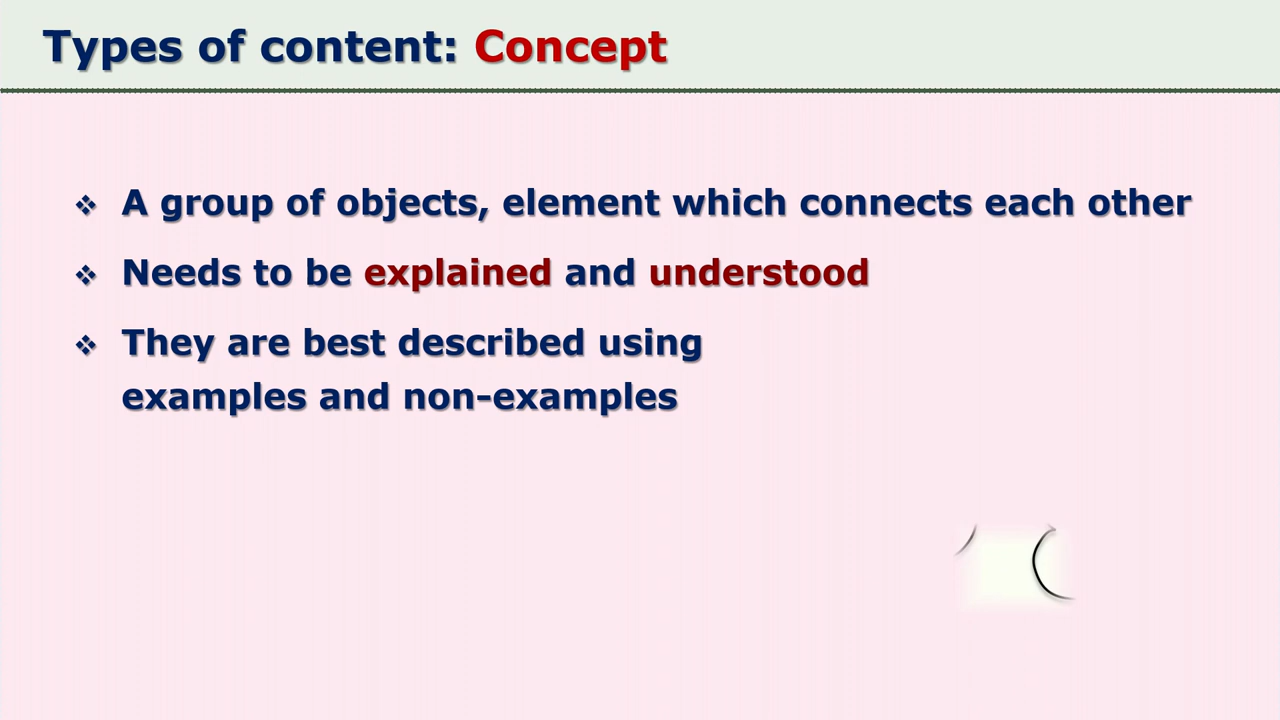 Types of content: Concept
A group of objects, element which connects each other
Needs to be explained and understood
They are best described using
examples and non-examples